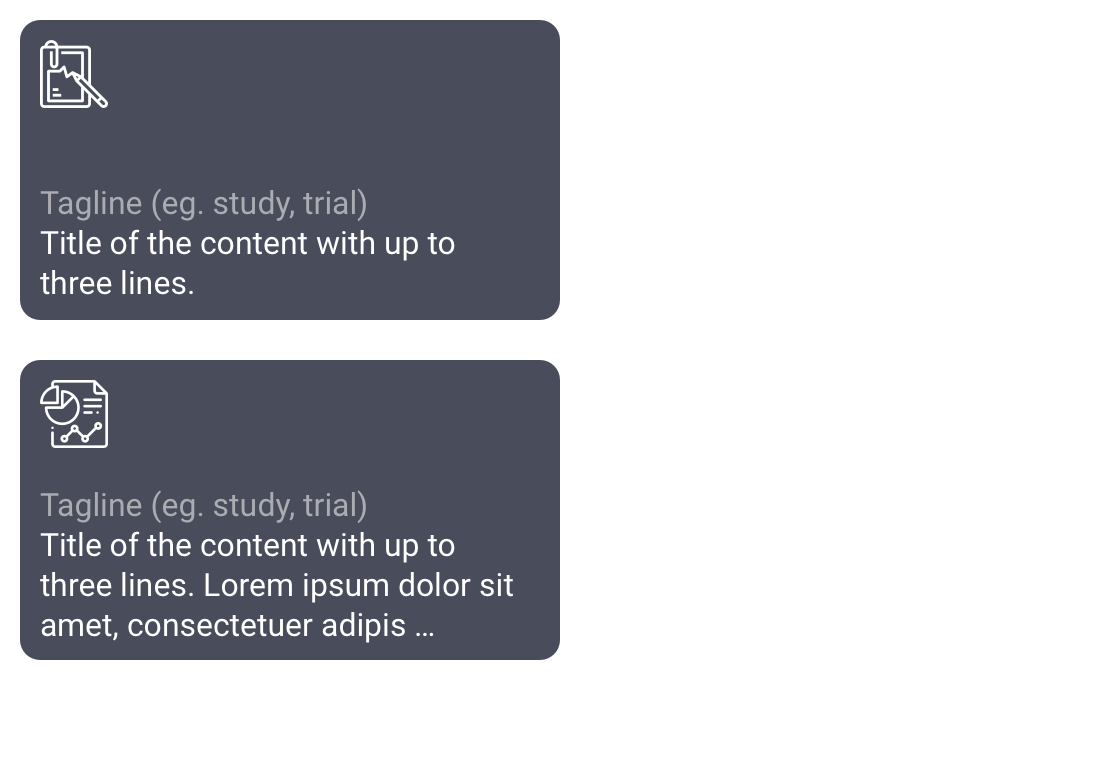 Tagline (eg. study, trial)
Title of the content with up to
three lines.
Tagline (eg. study, trial)
Title of the content with up to
three lines. Lorem ipsum dolor sit
amet, consectetuer adipis ...